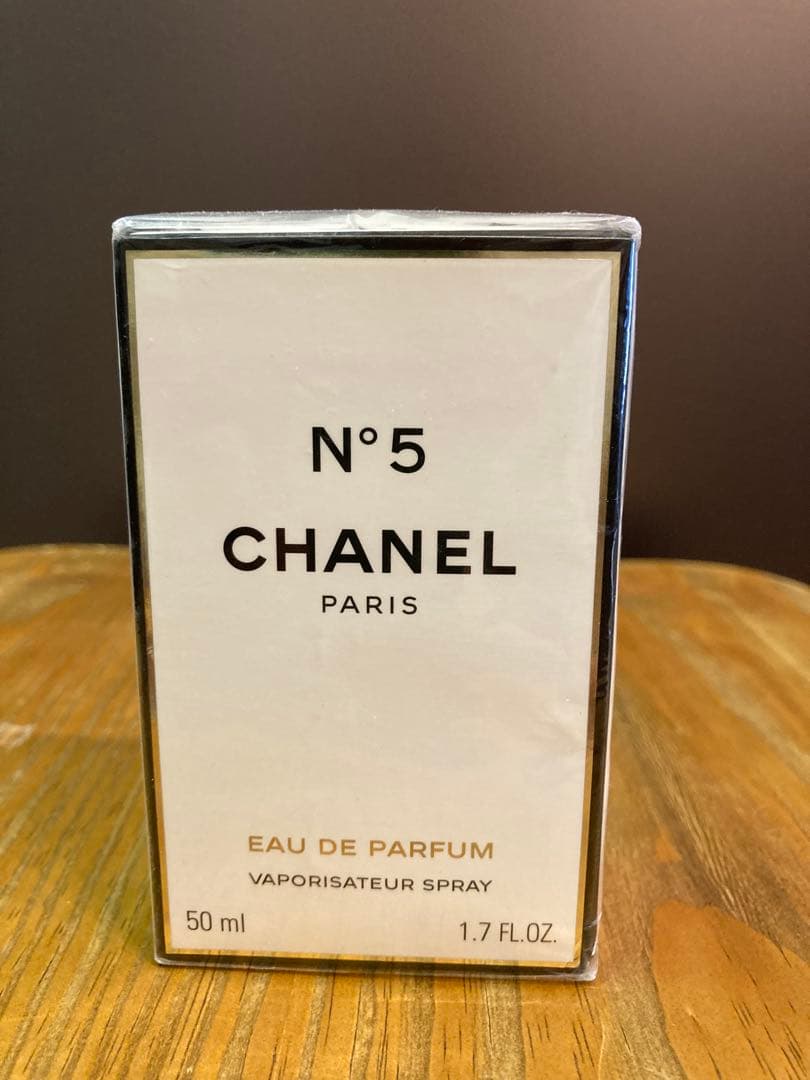 N°5
CHANEL
PARIS
EAU DE PARFUM
VAPORISATEUR SPRAY
50 ml
1.7 FL.OZ.